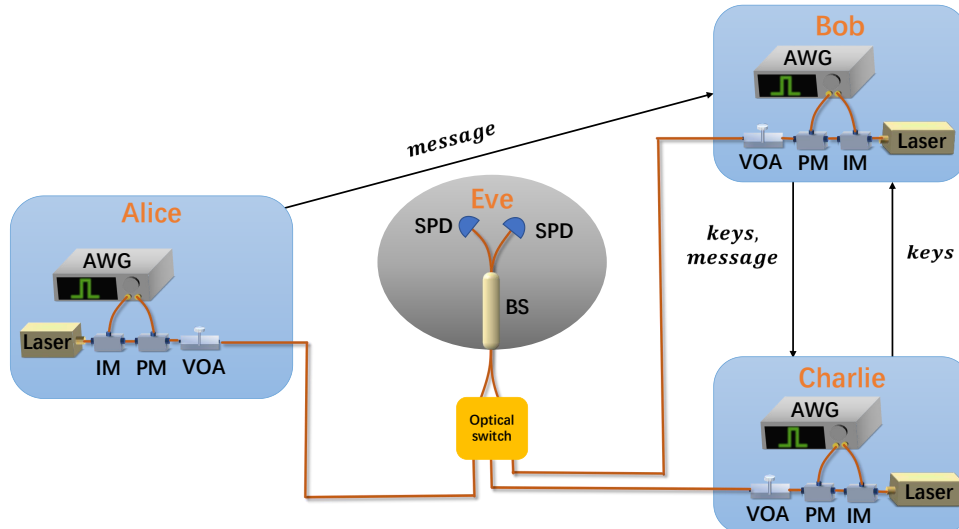 Bob
AWG
Laser
VOA
PM
IM
message
Alice
AWG
Laser
IM
PM
VOA
Eve
SPD
SPD
BS
Optical
switch
keys,
message
keys
Charlie
AWG
Laser
VOA
PM
IM